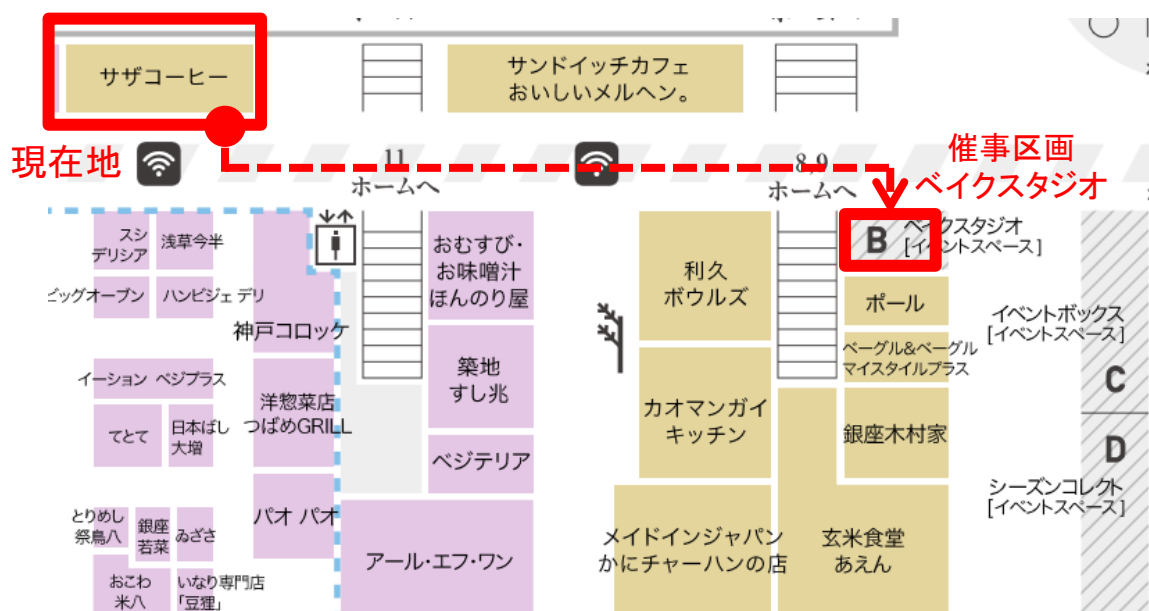 サザコーヒー
サンドイッチカフェ
おいしいメルヘン。
現在地
11
ホームへ
8,9
ホームへ
催事区画
ベイクスタジオ
スシ
デリシア
浅草今半
おむすび・
お味噌汁
ほんのり屋
利久
ボウルズ
B
ベイクスタジオ
[イベントスペース]
ビッグオーブン
ハンビジェ デリ
神戸コロッケ
ポール
イベントボックス
[イベントスペース]
ベーグル&ベーグル
マイスタイルプラス
C
イーション ベジプラス
洋惣菜店
つばめGRILL
築地
すし兆
カオマンガイ
キッチン
てとて
日本ばし
大増
銀座木村家
D
ベジテリア
シーズンコレクト
[イベントスペース]
とりめし
祭鳥八
銀座
若菜
ゐざさ
パオ パオ
アール・エフ・ワン
メイドインジャパン
かにチャーハンの店
玄米食堂
あえん
おこわ
米八
いなり専門店
「豆狸」